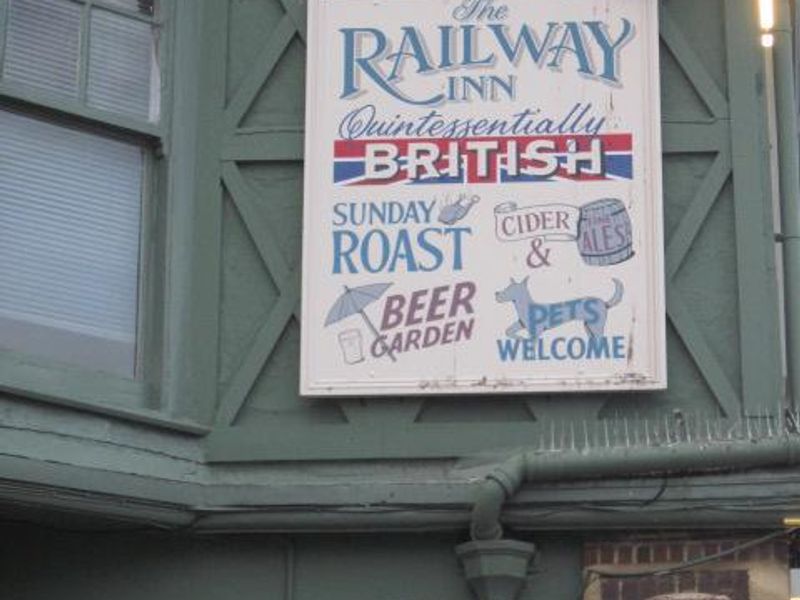 The
RAILWAY
INN
Quintessentially
BRITISH
SUNDAY
ROAST
CIDER
&
ALES
BEER
GARDEN
PETS
WELCOME